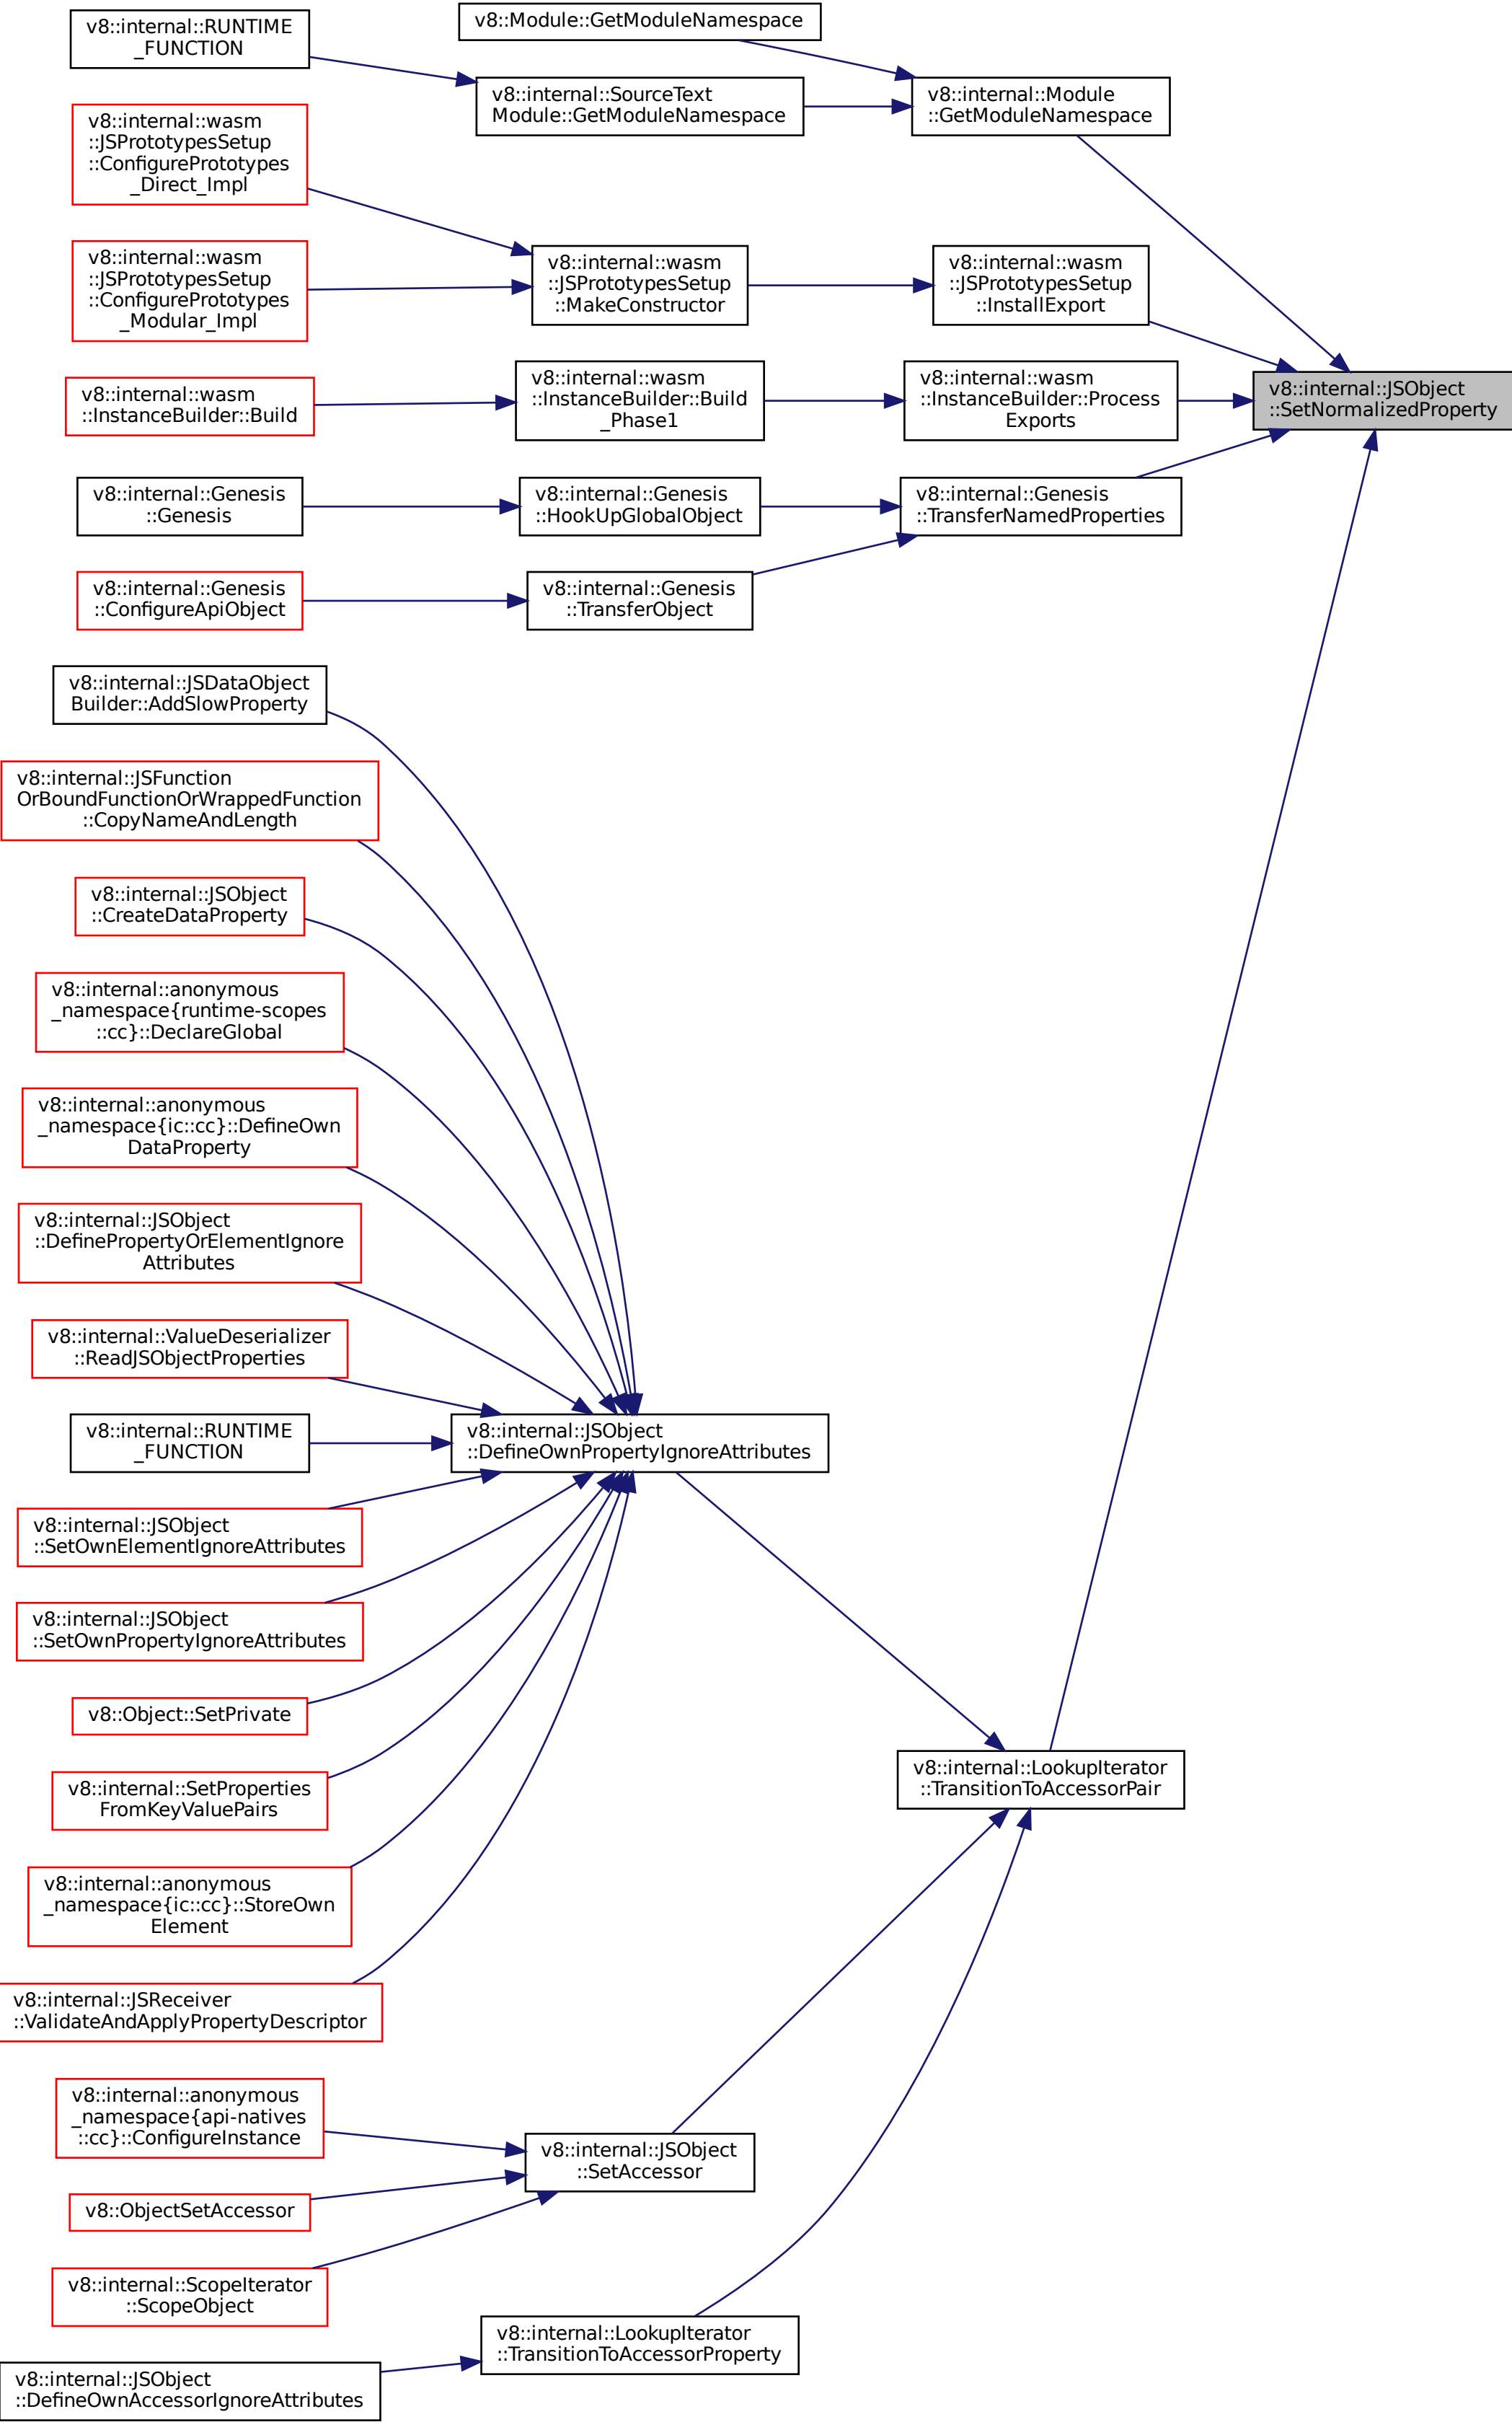 v8::internal::RUNTIME
_FUNCTION
v8::Module::GetModuleNamespace
v8::internal::SourceText
Module::GetModuleNamespace
v8::internal::Module
::GetModuleNamespace
v8::internal::wasm
::JSPrototypesSetup
::ConfigurePrototypes
_Direct_Impl
v8::internal::wasm
::JSPrototypesSetup
::ConfigurePrototypes
_Modular_Impl
v8::internal::wasm
::JSPrototypesSetup
::MakeConstructor
v8::internal::wasm
::JSPrototypesSetup
::InstallExport
v8::internal::wasm
::InstanceBuilder::Build
v8::internal::wasm
::InstanceBuilder::Build
_Phase1
v8::internal::wasm
::InstanceBuilder::Process
Exports
v8::internal::JSObject
::SetNormalizedProperty
v8::internal::Genesis
::Genesis
v8::internal::Genesis
::HookUpGlobalObject
v8::internal::Genesis
::TransferNamedProperties
v8::internal::Genesis
::ConfigureApiObject
v8::internal::Genesis
::TransferObject
v8::internal::JSDataObject
Builder::AddSlowProperty
v8::internal::JSFunction
OrBoundFunctionOrWrappedFunction
::CopyNameAndLength
v8::internal::JSObject
::CreateDataProperty
v8::internal::anonymous
_namespace{runtime-scopes
::cc}::DeclareGlobal
v8::internal::anonymous
_namespace{ic::cc}::DefineOwn
DataProperty
v8::internal::JSObject
::DefinePropertyOrElementIgnore
Attributes
v8::internal::ValueDeserializer
::ReadJSObjectProperties
v8::internal::RUNTIME
_FUNCTION
v8::internal::JSObject
::DefineOwnPropertyIgnoreAttributes
v8::internal::JSObject
::SetOwnElementIgnoreAttributes
v8::internal::JSObject
::SetOwnPropertyIgnoreAttributes
v8::Object::SetPrivate
v8::internal::SetProperties
FromKeyValuePairs
v8::internal::LookupIterator
::TransitionToAccessorPair
v8::internal::anonymous
_namespace{ic::cc}::StoreOwn
Element
v8::internal::JSReceiver
::ValidateAndApplyPropertyDescriptor
v8::internal::anonymous
_namespace{api-natives
::cc}::ConfigureInstance
v8::internal::JSObject
::SetAccessor
v8::ObjectSetAccessor
v8::internal::ScopeIterator
::ScopeObject
v8::internal::LookupIterator
::TransitionToAccessorProperty
v8::internal::JSObject
::DefineOwnAccessorIgnoreAttributes